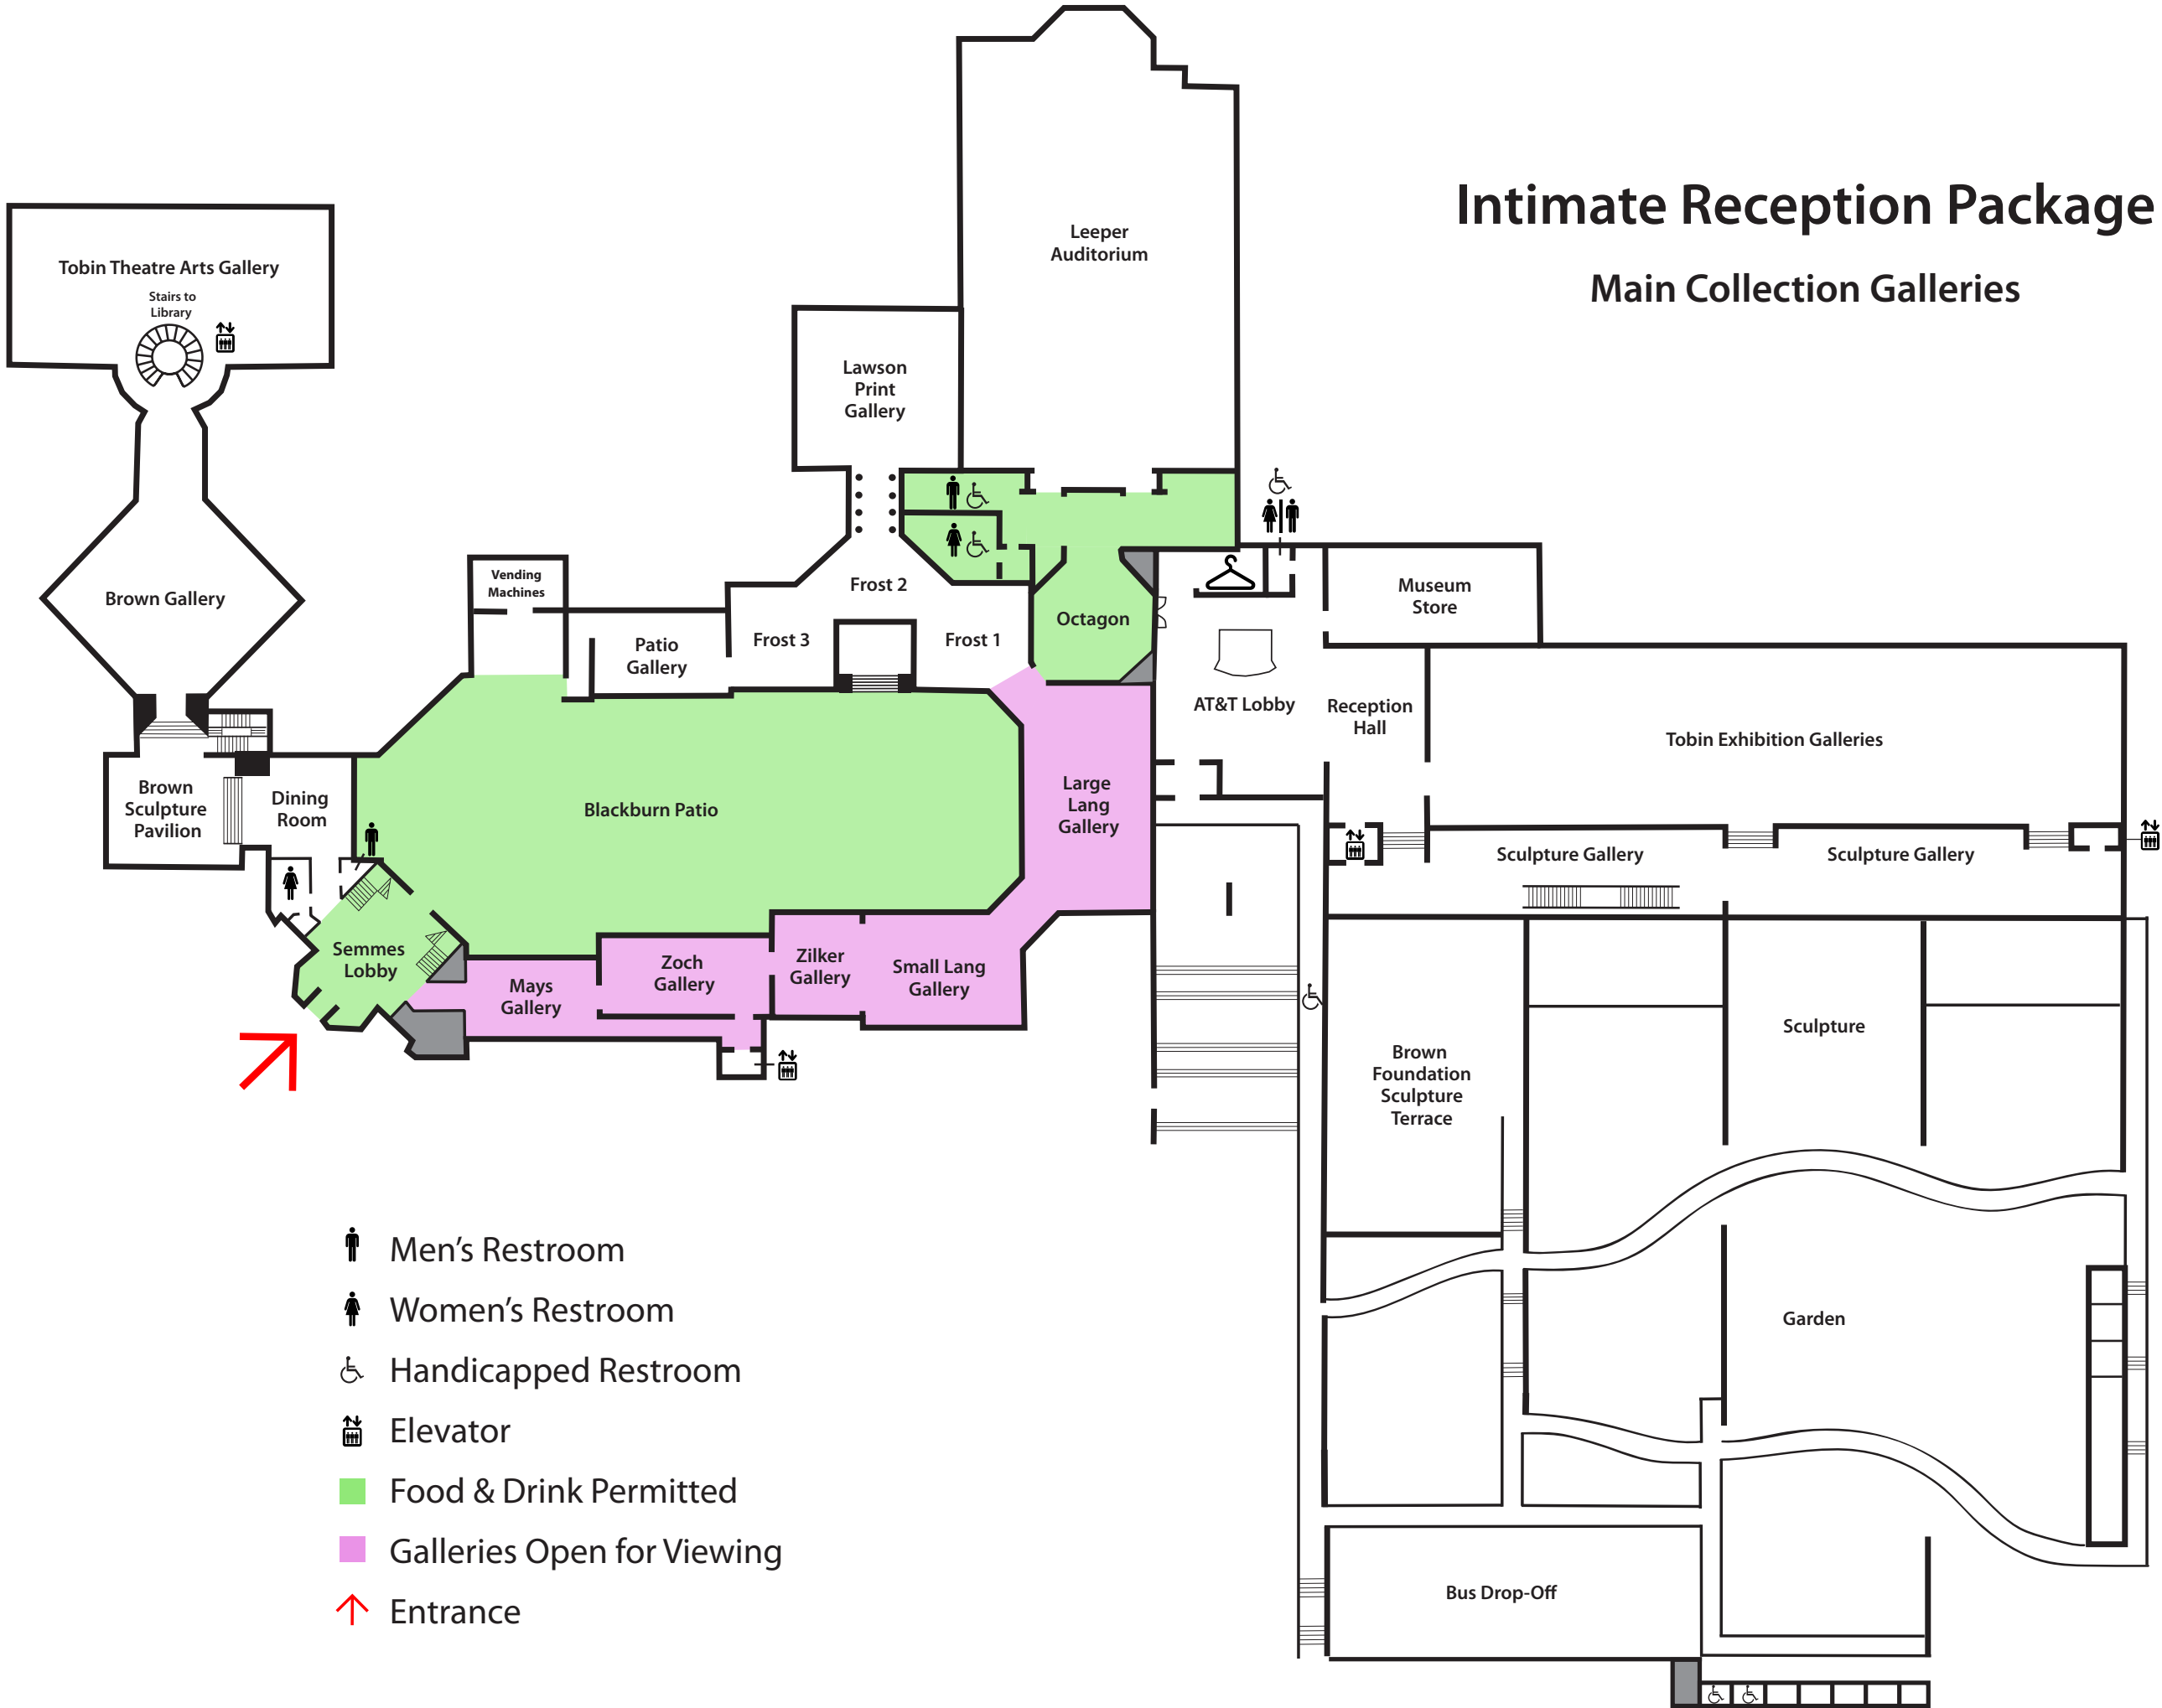 Intimate Reception Package
Main Collection Galleries
Leeper
Auditorium
Tobin Theatre Arts Gallery
Stairs to
Library
Lawson
Print
Gallery
Brown Gallery
Vending
Machines
Frost 2
Frost 3
Frost 1
Patio
Gallery
Octagon
Museum
Store
AT&T Lobby
Reception
Hall
Tobin Exhibition Galleries
Brown
Sculpture
Pavilion
Dining
Room
Blackburn Patio
Large
Lang
Gallery
Sculpture Gallery
Sculpture Gallery
Semmes
Lobby
Mays
Gallery
Zoch
Gallery
Zilker
Gallery
Small Lang
Gallery
Brown
Foundation
Sculpture
Terrace
Sculpture
Garden
Bus Drop-Off
Men’s Restroom
Women’s Restroom
Handicapped Restroom
Elevator
Food & Drink Permitted
Galleries Open for Viewing
Entrance